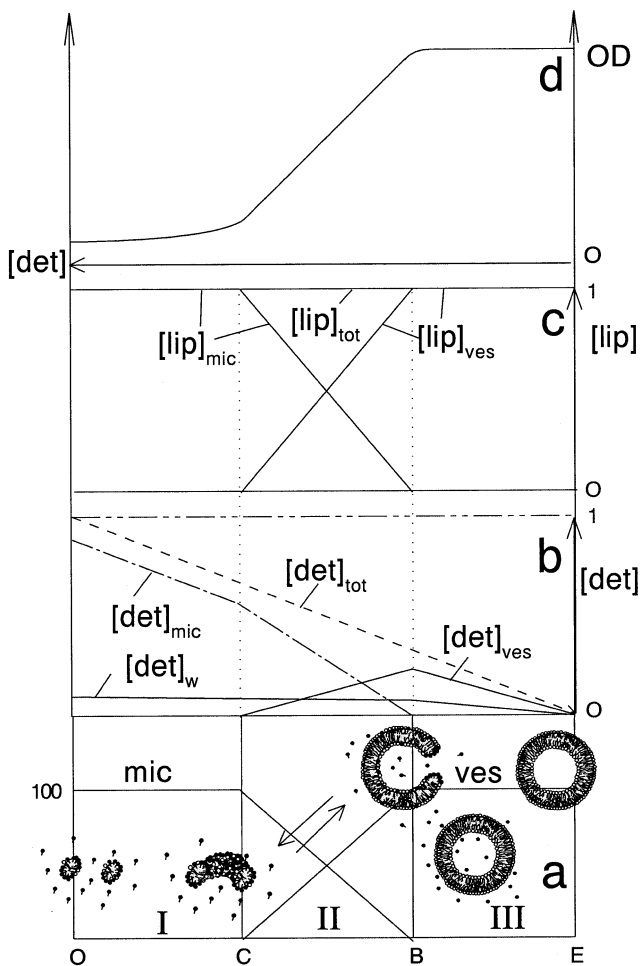 OD
d
O
[det]
1
c
[lip]
[lip]mic
[lip]tot
[lip]ves
O
1
b
[det]
[det]tot
[det]mic
[det]ves
[det]w
O
mic
ves
100
a
I
II
III
O
C
B
E